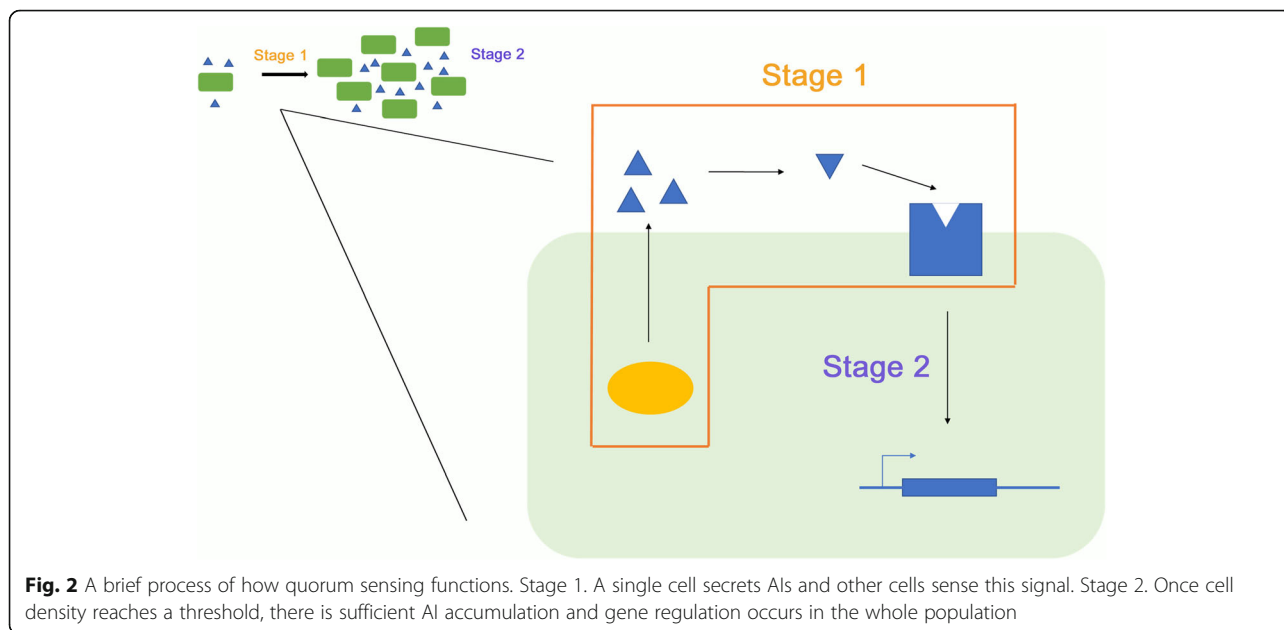 Stage 1
Stage 2
Stage 1
Stage 2
Fig. 2 A brief process of how quorum sensing functions. Stage 1. A single cell secrets AIs and other cells sense this signal. Stage 2. Once cell
density reaches a threshold, there is sufficient AI accumulation and gene regulation occurs in the whole population